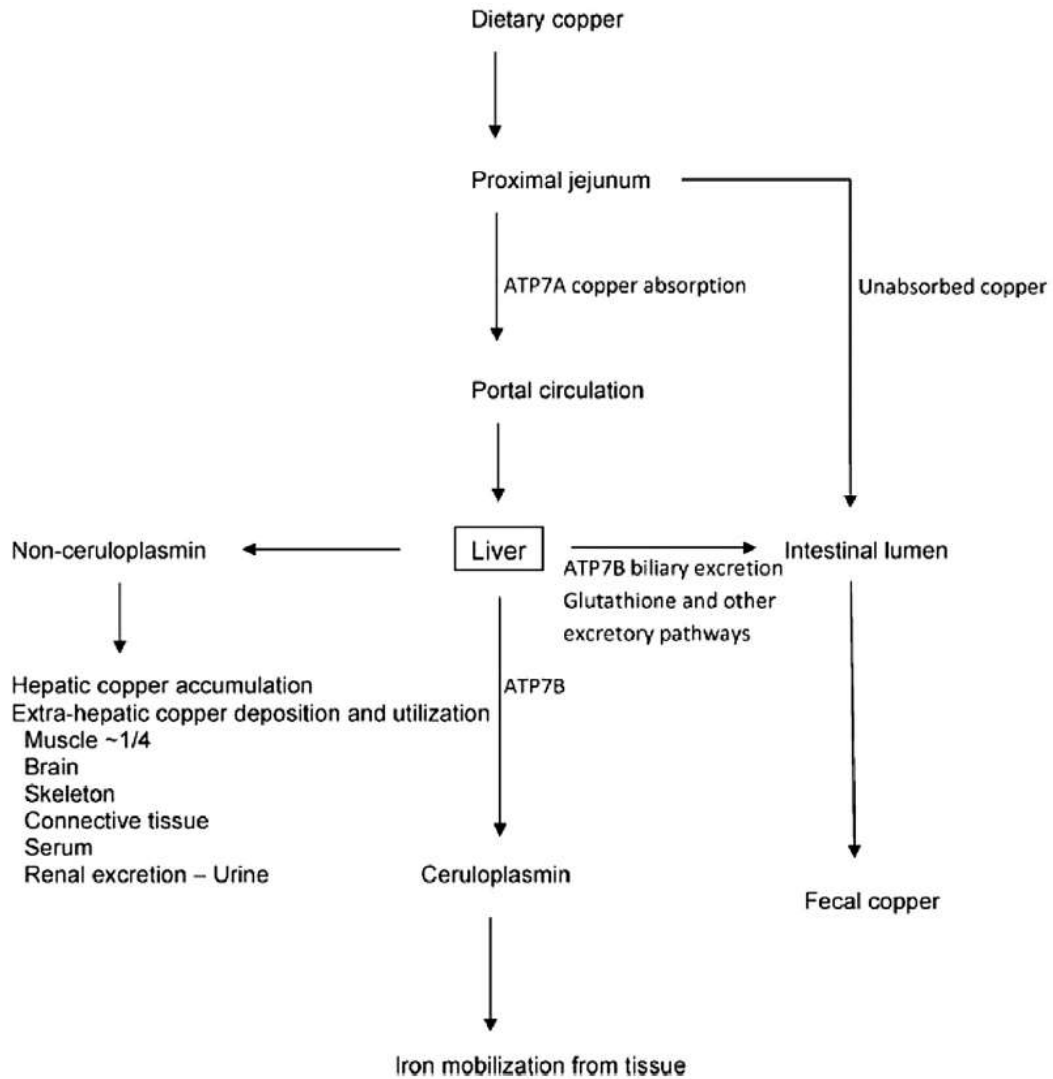 Dietary copper
Proximal jejunum
ATP7A copper absorption
Unabsorbed copper
Portal circulation
Non-ceruloplasmin
Liver
Intestinal lumen
ATP7B biliary excretion
Glutathione and other
excretory pathways
Hepatic copper accumulation
Extra-hepatic copper deposition and utilization
Muscle ~1/4
Brain
Skeleton
Connective tissue
Serum
Renal excretion – Urine
ATP7B
Ceruloplasmin
Fecal copper
Iron mobilization from tissue